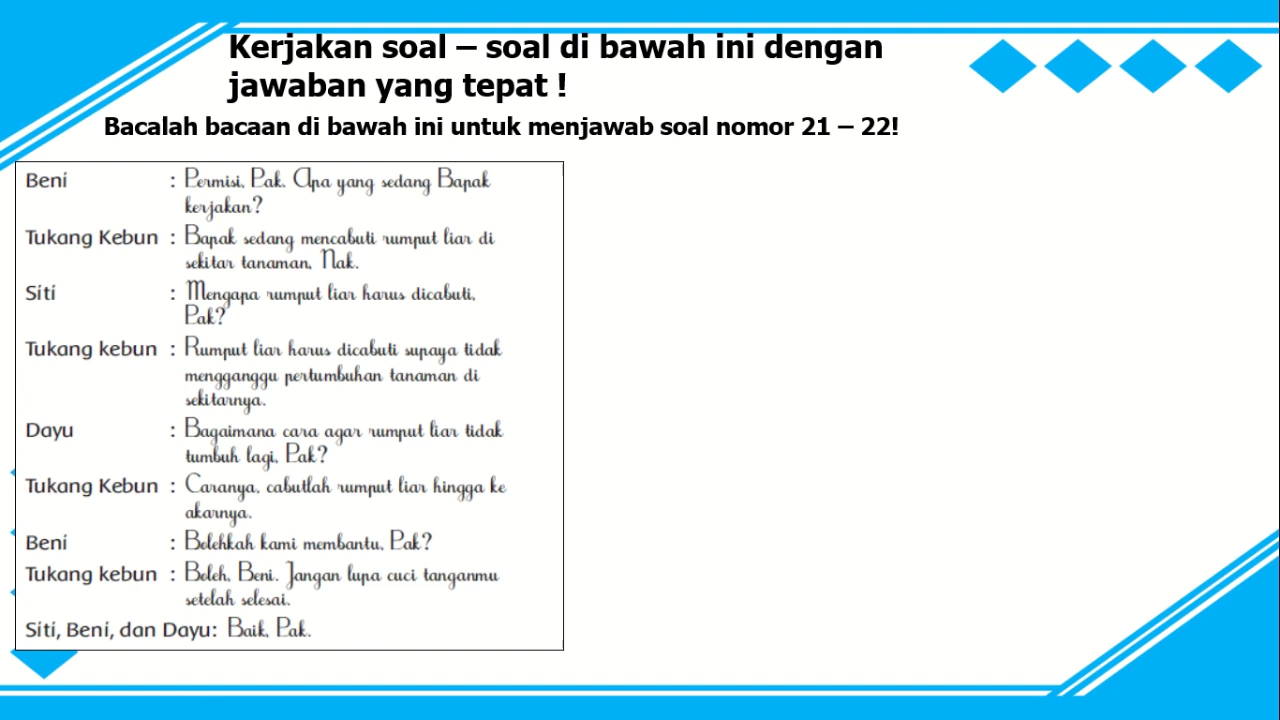 Kerjakan soal – soal di bawah ini dengan
jawaban yang tepat !
Bacalah bacaan di bawah ini untuk menjawab soal nomor 21 – 22!
Beni : Permisi, Pak. Apa yang sedang Bapak
kerjakan?
Tukang Kebun : Bapak sedang mencabuti rumput liar di
sekitar tanaman, Nak.
Siti : Mengapa rumput liar harus dicabuti,
Pak?
Tukang kebun : Rumput liar harus dicabuti supaya tidak
mengganggu pertumbuhan tanaman di
sekitarnya.
Dayu : Bagaimana cara agar rumput liar tidak
tumbuh lagi, Pak?
Tukang Kebun : Caranya, cabutlah rumput liar hingga ke
akarnya.
Beni : Bolehkah kami membantu, Pak?
Tukang kebun : Boleh, Beni. Jangan lupa cuci tanganmu
setelah selesai.
Siti, Beni, dan Dayu: Baik, Pak.